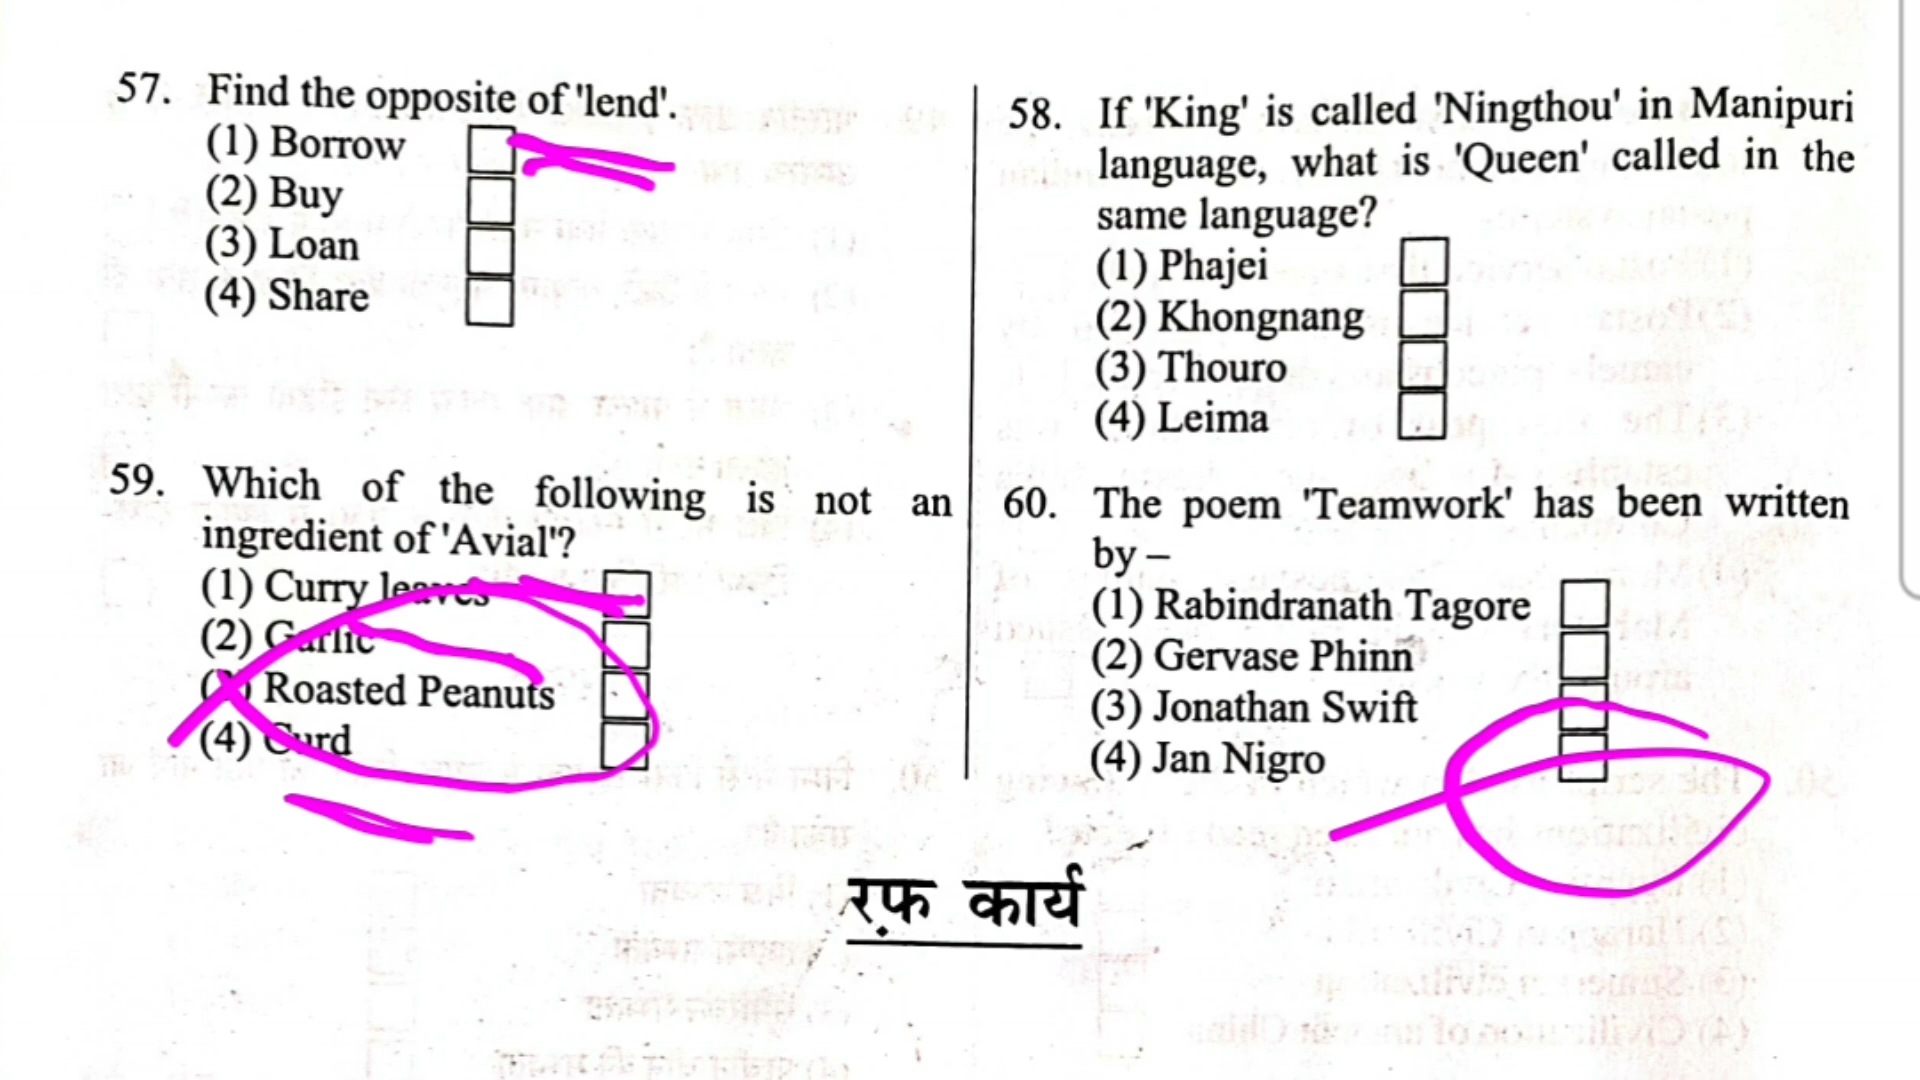 57. Find the opposite of 'lend'.
(1) Borrow
(2) Buy
(3) Loan
(4) Share
58. If 'King' is called 'Ningthou' in Manipuri
language, what is 'Queen' called in the
same language?
(1) Phajei
(2) Khongnang
(3) Thouro
(4) Leima
59. Which of the following is not an
ingredient of 'Avial'?
(1) Curry leaves
(2) Garlic
(3) Roasted Peanuts
(4) Curd
60. The poem 'Teamwork' has been written
by –
(1) Rabindranath Tagore
(2) Gervase Phinn
(3) Jonathan Swift
(4) Jan Nigro
रफ़ कार्य